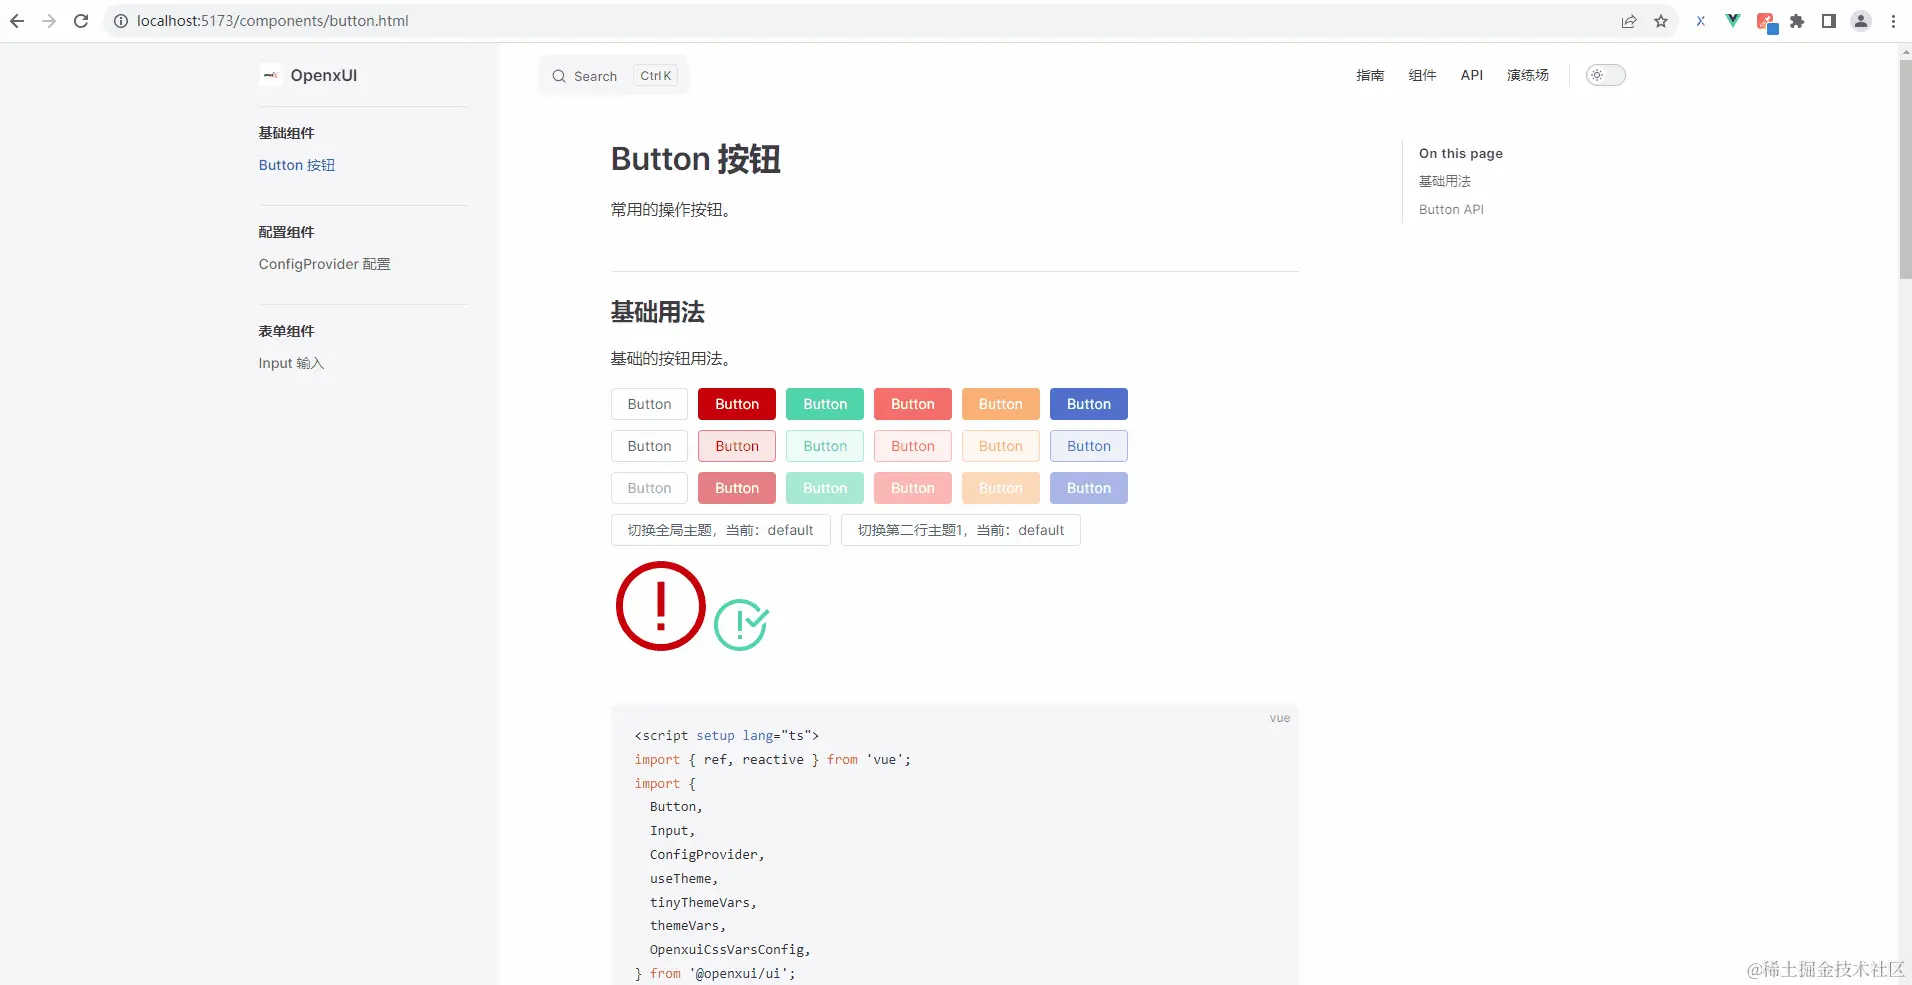 localhost:5173/components/button.html
OpenxUI
Search Ctrl K
指南 组件 API 演练场
基础组件
Button 按钮
配置组件
ConfigProvider 配置
表单组件
Input 输入
Button 按钮
常用的操作按钮。
基础用法
基础的按钮用法。
Button Button Button Button Button Button
Button Button Button Button Button Button
Button Button Button Button Button Button
切换全局主题，当前：default 切换第二行主题1，当前：default
vue
<script setup lang="ts">
import { ref, reactive } from 'vue';
import {
Button,
Input,
ConfigProvider,
useTheme,
tinyThemeVars,
themeVars,
OpenxuiCssVarsConfig,
} from '@openxui/ui';
On this page
基础用法
Button API
@稀土掘金技术社区